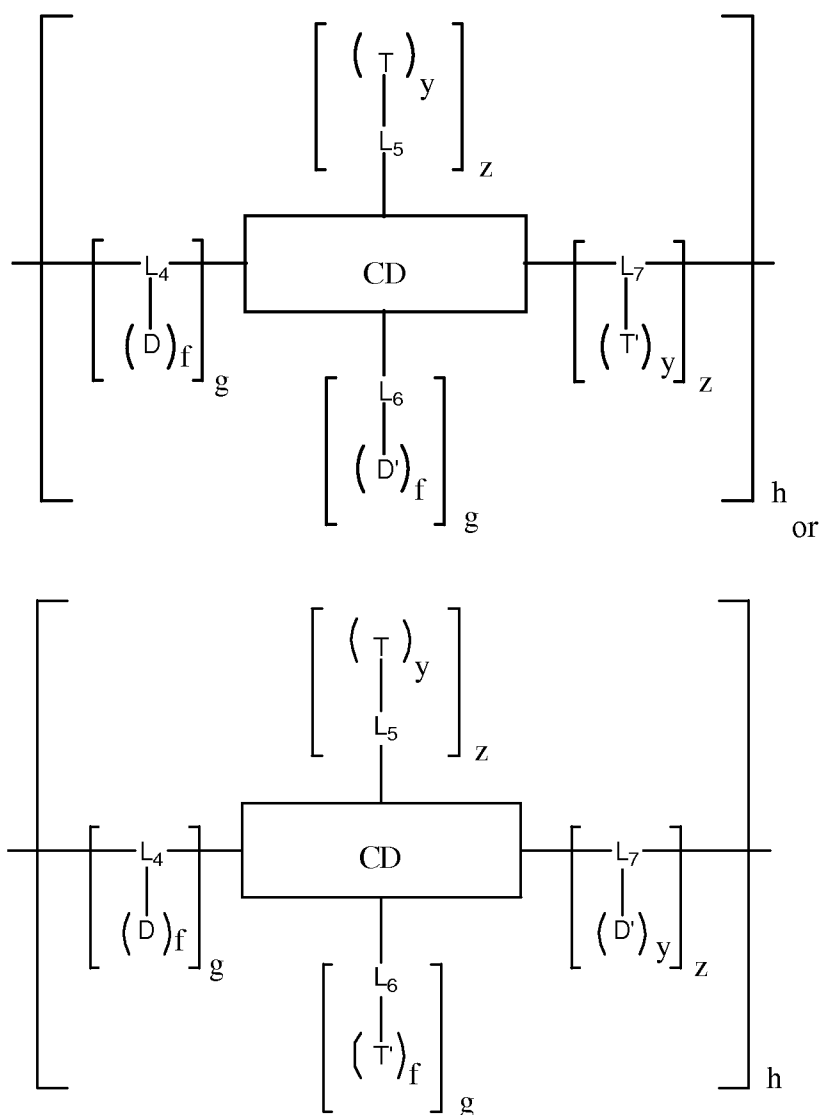 ( T )y
L5
z
L4 CD L7
( D )f ( T' )y
g z
L6
( D' )f
g
h
or
( T )y
L5
z
L4 CD L7
( D )f ( D' )y
g z
L6
( T' )f
g
h